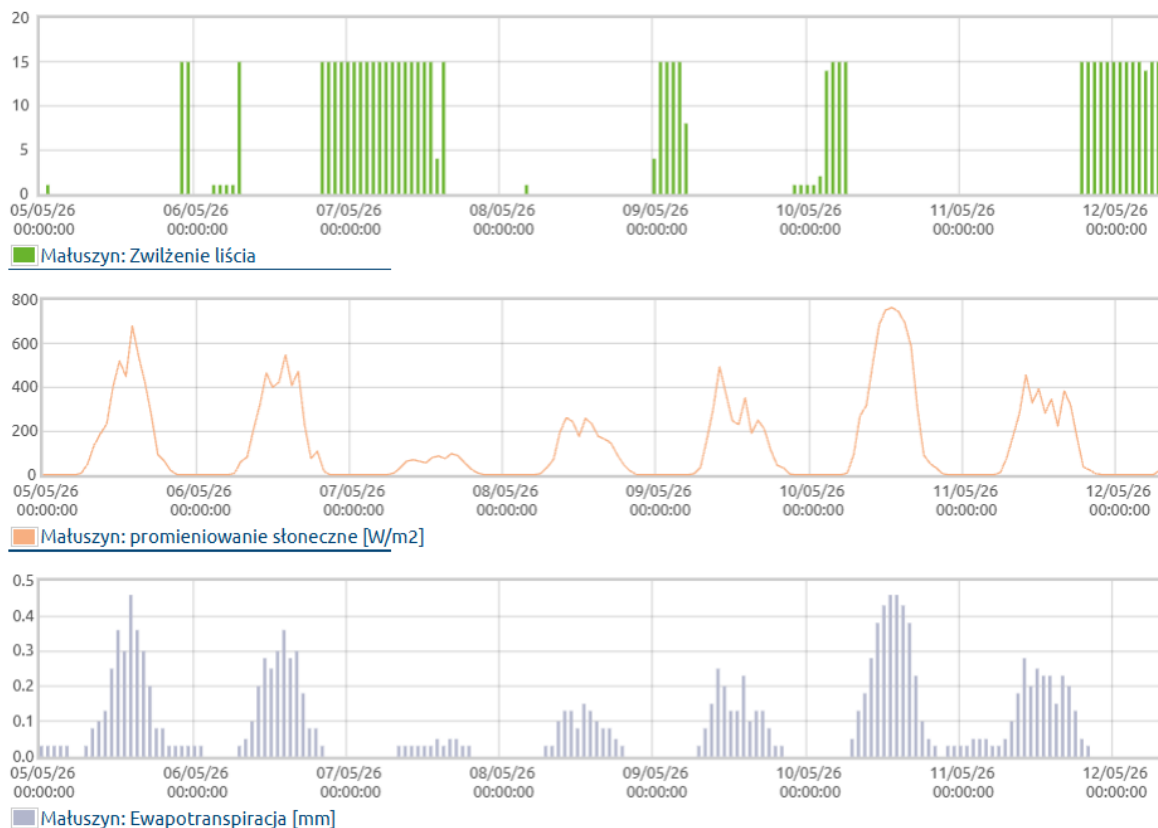 20
15
10
5
0
05/05/26 06/05/26 07/05/26 08/05/26 09/05/26 10/05/26 11/05/26 12/05/26
00:00:00 00:00:00 00:00:00 00:00:00 00:00:00 00:00:00 00:00:00 00:00:00
Małuszyn: Zwilżenie liścia
800
600
400
200
0
05/05/26 06/05/26 07/05/26 08/05/26 09/05/26 10/05/26 11/05/26 12/05/26
00:00:00 00:00:00 00:00:00 00:00:00 00:00:00 00:00:00 00:00:00 00:00:00
Małuszyn: promieniowanie słoneczne [W/m2]
0.5
0.4
0.3
0.2
0.1
0.0
05/05/26 06/05/26 07/05/26 08/05/26 09/05/26 10/05/26 11/05/26 12/05/26
00:00:00 00:00:00 00:00:00 00:00:00 00:00:00 00:00:00 00:00:00 00:00:00
Małuszyn: Ewapotranspiracja [mm]